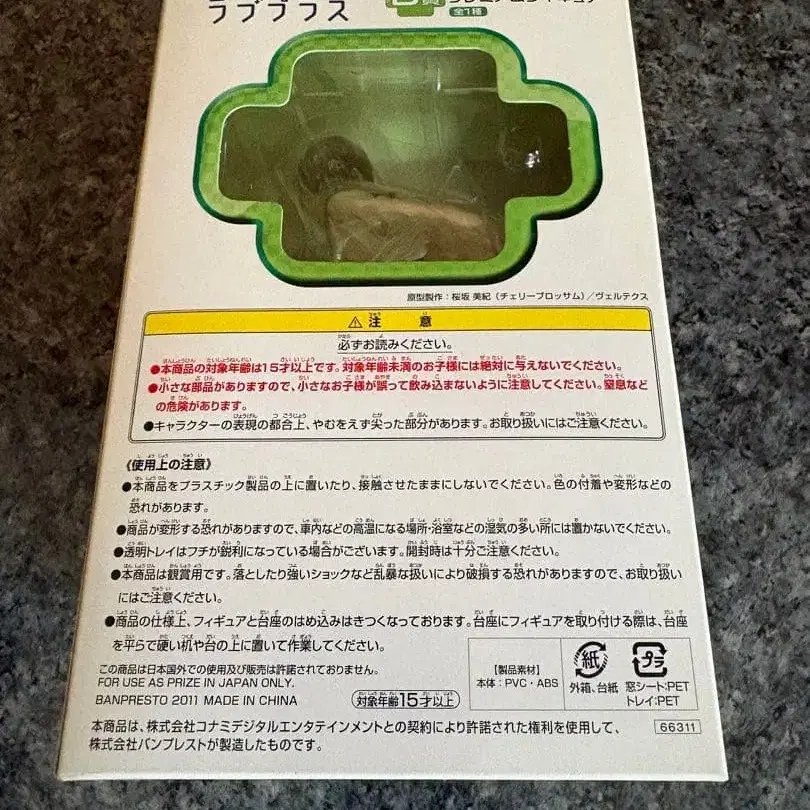 ラブプラス
プレミアムフィギュア
全1種
原型製作：桜坂 美紀（チェリーブロッサム）／ヴェルテクス
⚠注 意
必ずお読みください。
●本商品の対象年齢は15才以上です。対象年齢未満のお子様には絶対に与えないでください。
●小さな部品がありますので、小さなお子様が誤って飲み込まないように注意してください。窒息など
の危険があります。
●キャラクターの表現の都合上、やむをえず尖った部分があります。お取り扱いにはご注意ください。
《使用上の注意》
●本商品をプラスチック製品の上に置いたり、接触させたままにしないでください。色の付着や変形などの
恐れがあります。
●商品が変形する恐れがありますので、車内などの高温になる場所・浴室などの湿気の多い所には置かないでください。
●透明トレイはフチが鋭利になっている場合がございます。開封時は十分ご注意ください。
●本商品は観賞用です。落としたり強いショックなど乱暴な扱いにより破損する恐れがありますので、お取り扱い
にはご注意ください。
●商品の仕様上、フィギュアと台座のはめ込みはきつくなっております。台座にフィギュアを取り付ける際は、台座
を平らで硬い机や台の上に置いて作業してください。
この商品は日本国外での使用及び販売は許諾されておりません。
FOR USE AS PRIZE IN JAPAN ONLY.
BANPRESTO 2011 MADE IN CHINA
対象年齢15才以上
【製品素材】
本体：PVC・ABS
紙
外箱、台紙
プラ
窓シート:PET
トレイ:PET
本商品は、株式会社コナミデジタルエンタテインメントとの契約により許諾された権利を使用して、
株式会社バンプレストが製造したものです。
66311